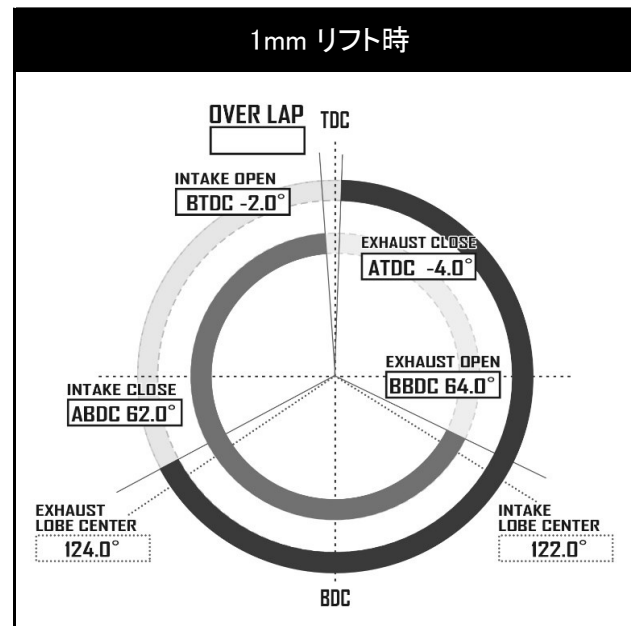 1mm リフト時
OVER LAP
TDC
INTAKE OPEN
BTDC -2.0°
EXHAUST CLOSE
ATDC -4.0°
EXHAUST OPEN
BBDC 64.0°
INTAKE CLOSE
ABDC 62.0°
EXHAUST
LOBE CENTER
124.0°
INTAKE
LOBE CENTER
122.0°
BDC